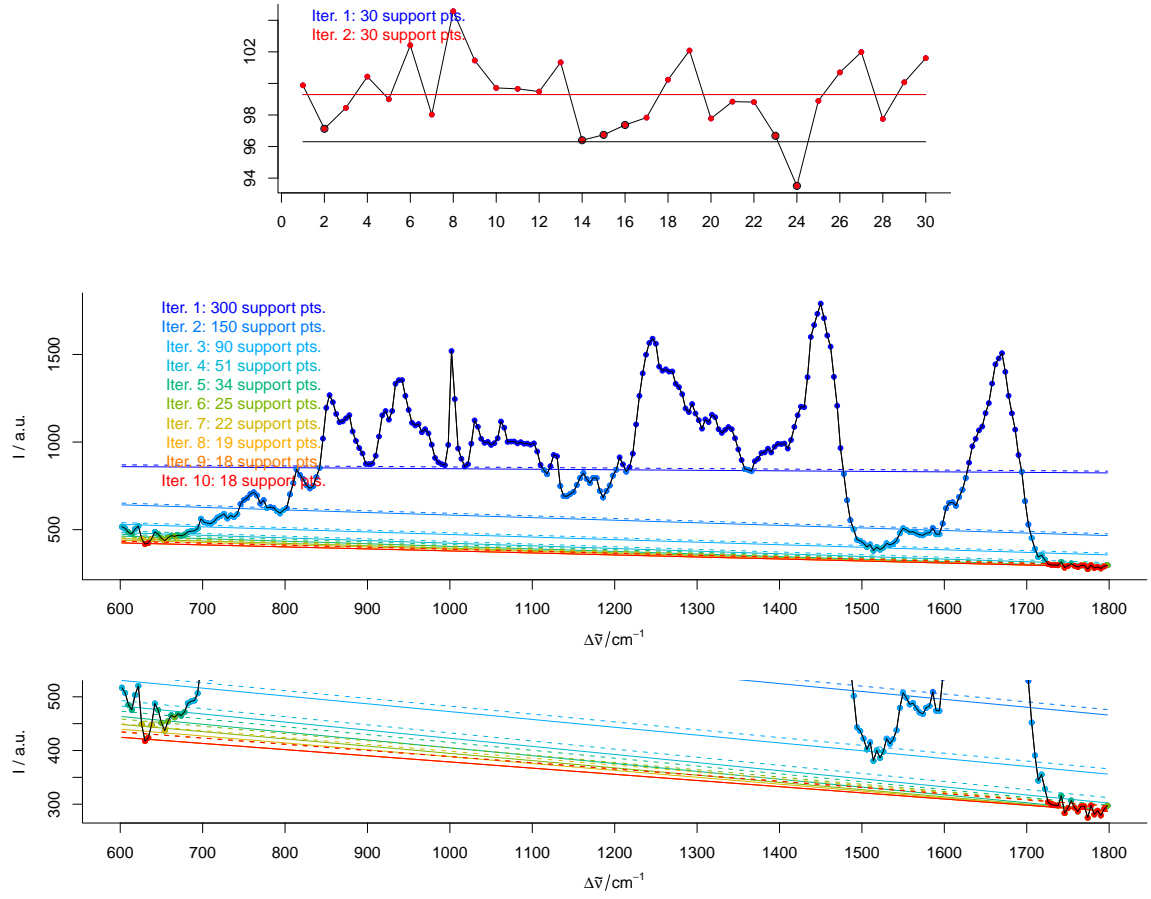 Iter. 1: 30 support pts.
Iter. 2: 30 support pts.
102
98
96
94
0 2 4 6 8 10 12 14 16 18 20 22 24 26 28 30
Iter. 1: 300 support pts.
Iter. 2: 150 support pts.
Iter. 3: 90 support pts.
Iter. 4: 51 support pts.
Iter. 5: 34 support pts.
Iter. 6: 25 support pts.
Iter. 7: 22 support pts.
Iter. 8: 19 support pts.
Iter. 9: 18 support pts.
Iter. 10: 18 support pts.
I / a.u.
1500
1000
500
600 700 800 900 1000 1100 1200 1300 1400 1500 1600 1700 1800
Δν̃/cm⁻¹
I / a.u.
500
400
300
600 700 800 900 1000 1100 1200 1300 1400 1500 1600 1700 1800
Δν̃/cm⁻¹